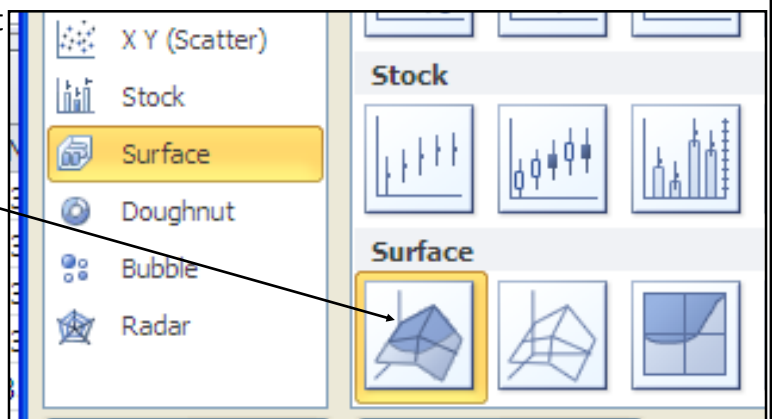 X Y (Scatter)
Stock
Surface
Doughnut
Bubble
Radar
Stock
Surface